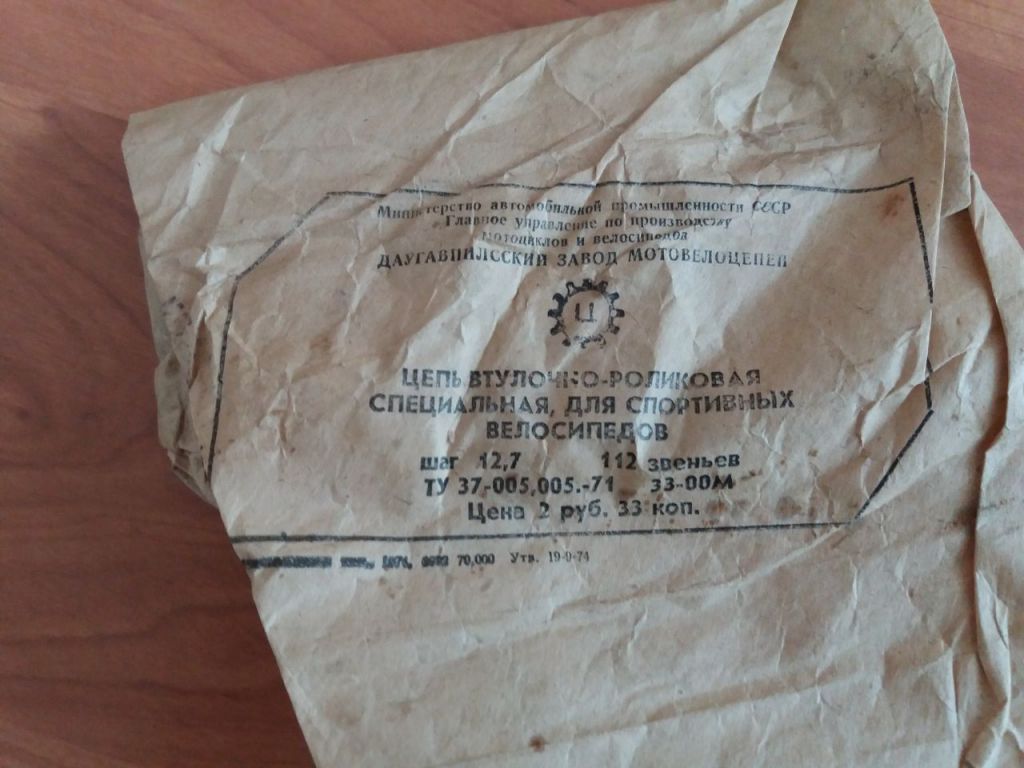 Министерство автомобильной промышленности СССР
Главное управление по производству
мотоциклов и велосипедов
ДАУГАВПИЛССКИЙ ЗАВОД МОТОВЕЛОЦЕПЕЙ
Ц
ЦЕПЬ ВТУЛОЧНО-РОЛИКОВАЯ
СПЕЦИАЛЬНАЯ, ДЛЯ СПОРТИВНЫХ
ВЕЛОСИПЕДОВ
шаг 12,7 112 звеньев
ТУ 37-005,005.-71 33-00М
Цена 2 руб. 33 коп.
70,000 Утв. 19-9-74